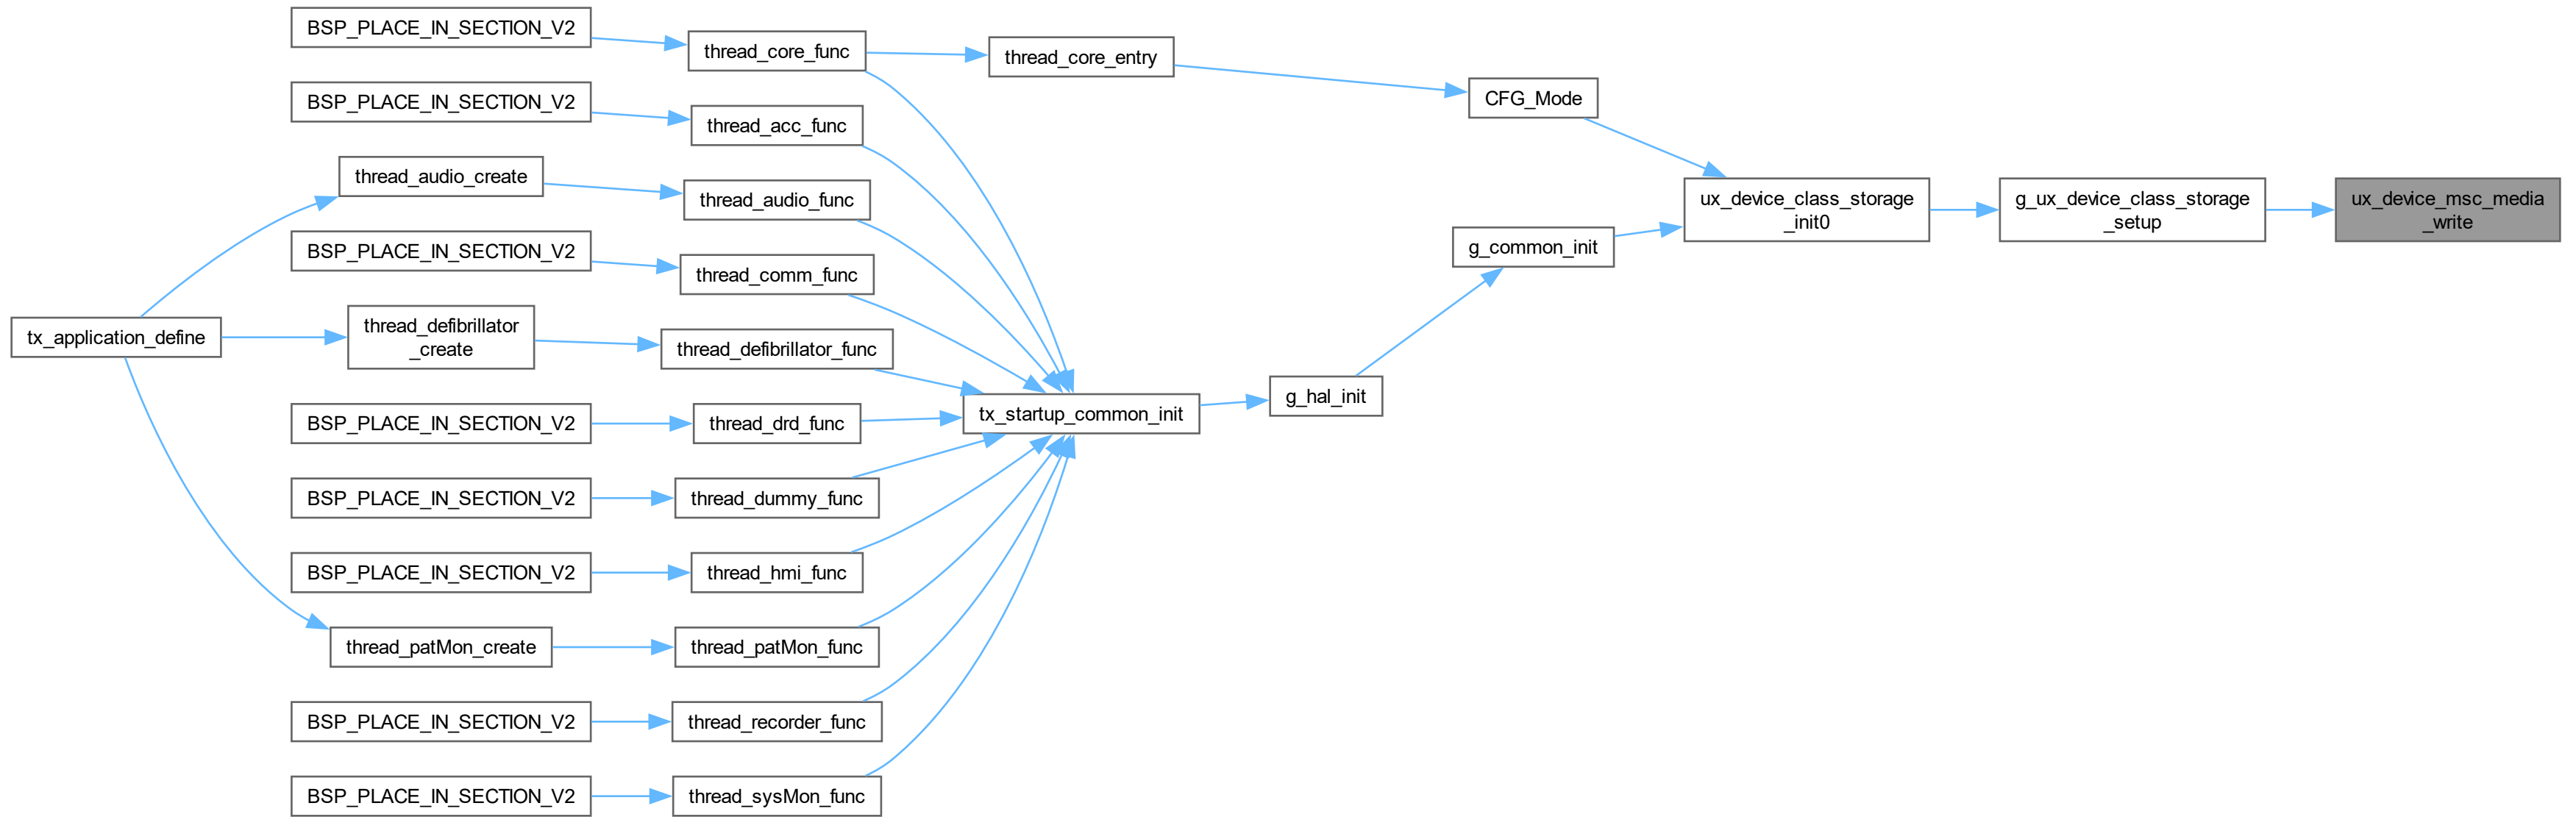 BSP_PLACE_IN_SECTION_V2
thread_core_func
thread_core_entry
CFG_Mode
BSP_PLACE_IN_SECTION_V2
thread_acc_func
thread_audio_create
thread_audio_func
ux_device_class_storage
_init0
g_ux_device_class_storage
_setup
ux_device_msc_media
_write
BSP_PLACE_IN_SECTION_V2
thread_comm_func
g_common_init
tx_application_define
thread_defibrillator
_create
thread_defibrillator_func
g_hal_init
tx_startup_common_init
BSP_PLACE_IN_SECTION_V2
thread_drd_func
BSP_PLACE_IN_SECTION_V2
thread_dummy_func
BSP_PLACE_IN_SECTION_V2
thread_hmi_func
thread_patMon_create
thread_patMon_func
BSP_PLACE_IN_SECTION_V2
thread_recorder_func
BSP_PLACE_IN_SECTION_V2
thread_sysMon_func